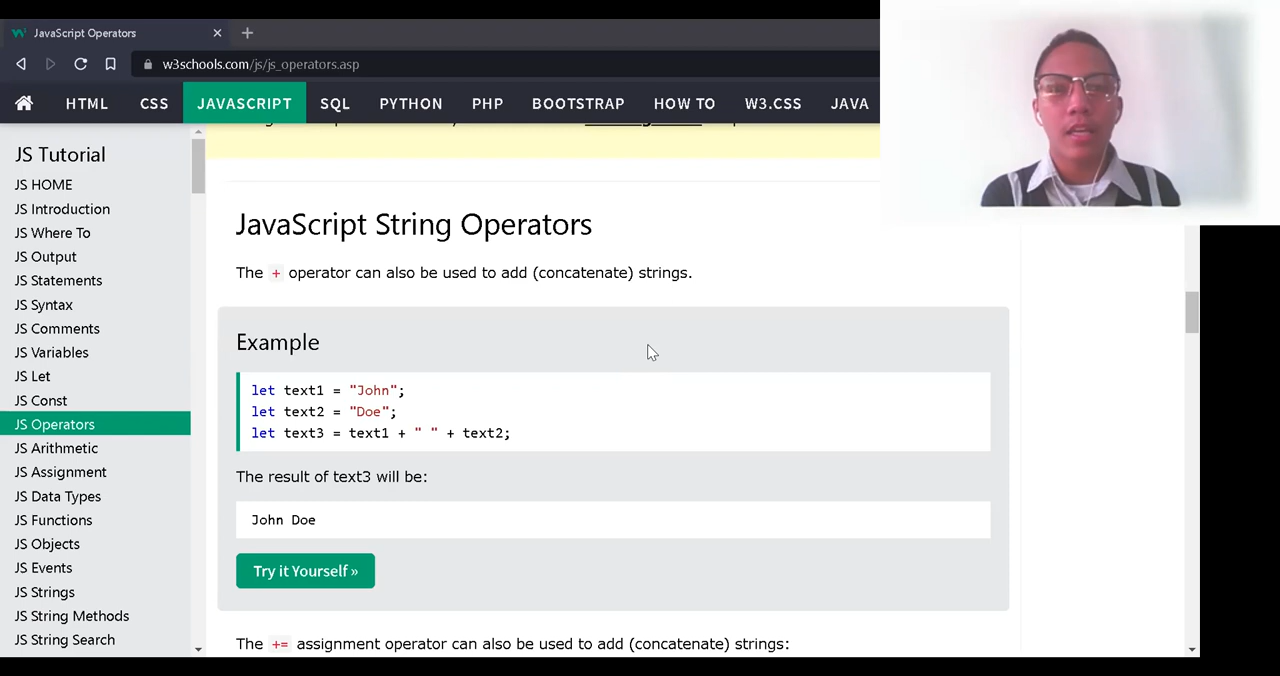 JavaScript Operators
w3schools.com/js/js_operators.asp
HTML CSS JAVASCRIPT SQL PYTHON PHP BOOTSTRAP HOW TO W3.CSS JAVA
JS Tutorial
JS HOME
JS Introduction
JS Where To
JS Output
JS Statements
JS Syntax
JS Comments
JS Variables
JS Let
JS Const
JS Operators
JS Arithmetic
JS Assignment
JS Data Types
JS Functions
JS Objects
JS Events
JS Strings
JS String Methods
JS String Search
JavaScript String Operators
The + operator can also be used to add (concatenate) strings.
Example
let text1 = "John";
let text2 = "Doe";
let text3 = text1 + " " + text2;
The result of text3 will be:
John Doe
Try it Yourself »
The += assignment operator can also be used to add (concatenate) strings: